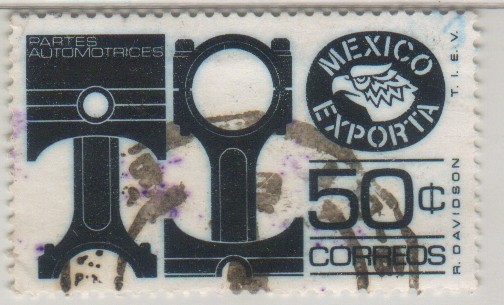 PARTES
AUTOMOTRICES
MEXICO
EXPORTA
50¢
CORREOS
T.I.E.V.
R. DAVIDSON